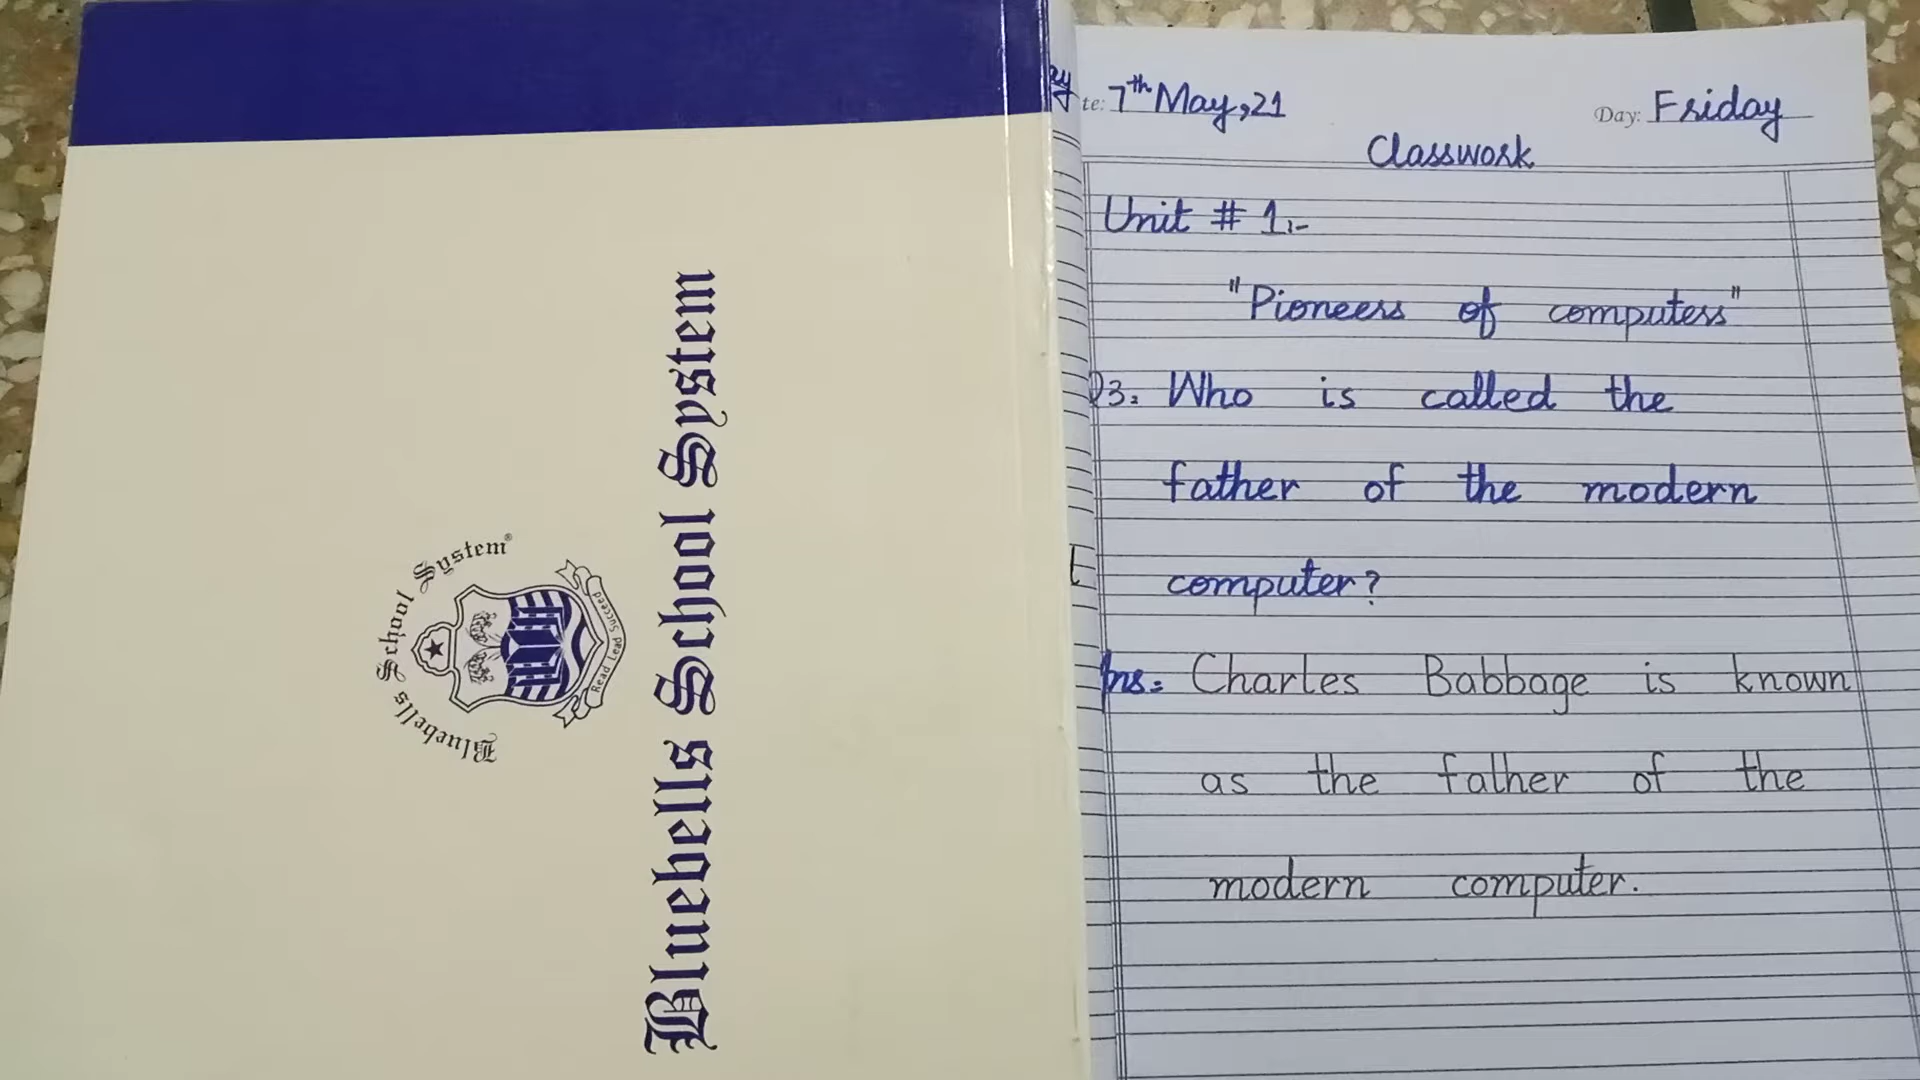 Bluebells School System
Bluebells School System®
Read Lead Succeed
te: 7th May,21
Day: Friday
Classwork
Unit # 1:-
"Pioneers of computers"
Q3. Who is called the
father of the modern
computer?
Ans= Charles Babbage is known
as the father of the
modern computer.